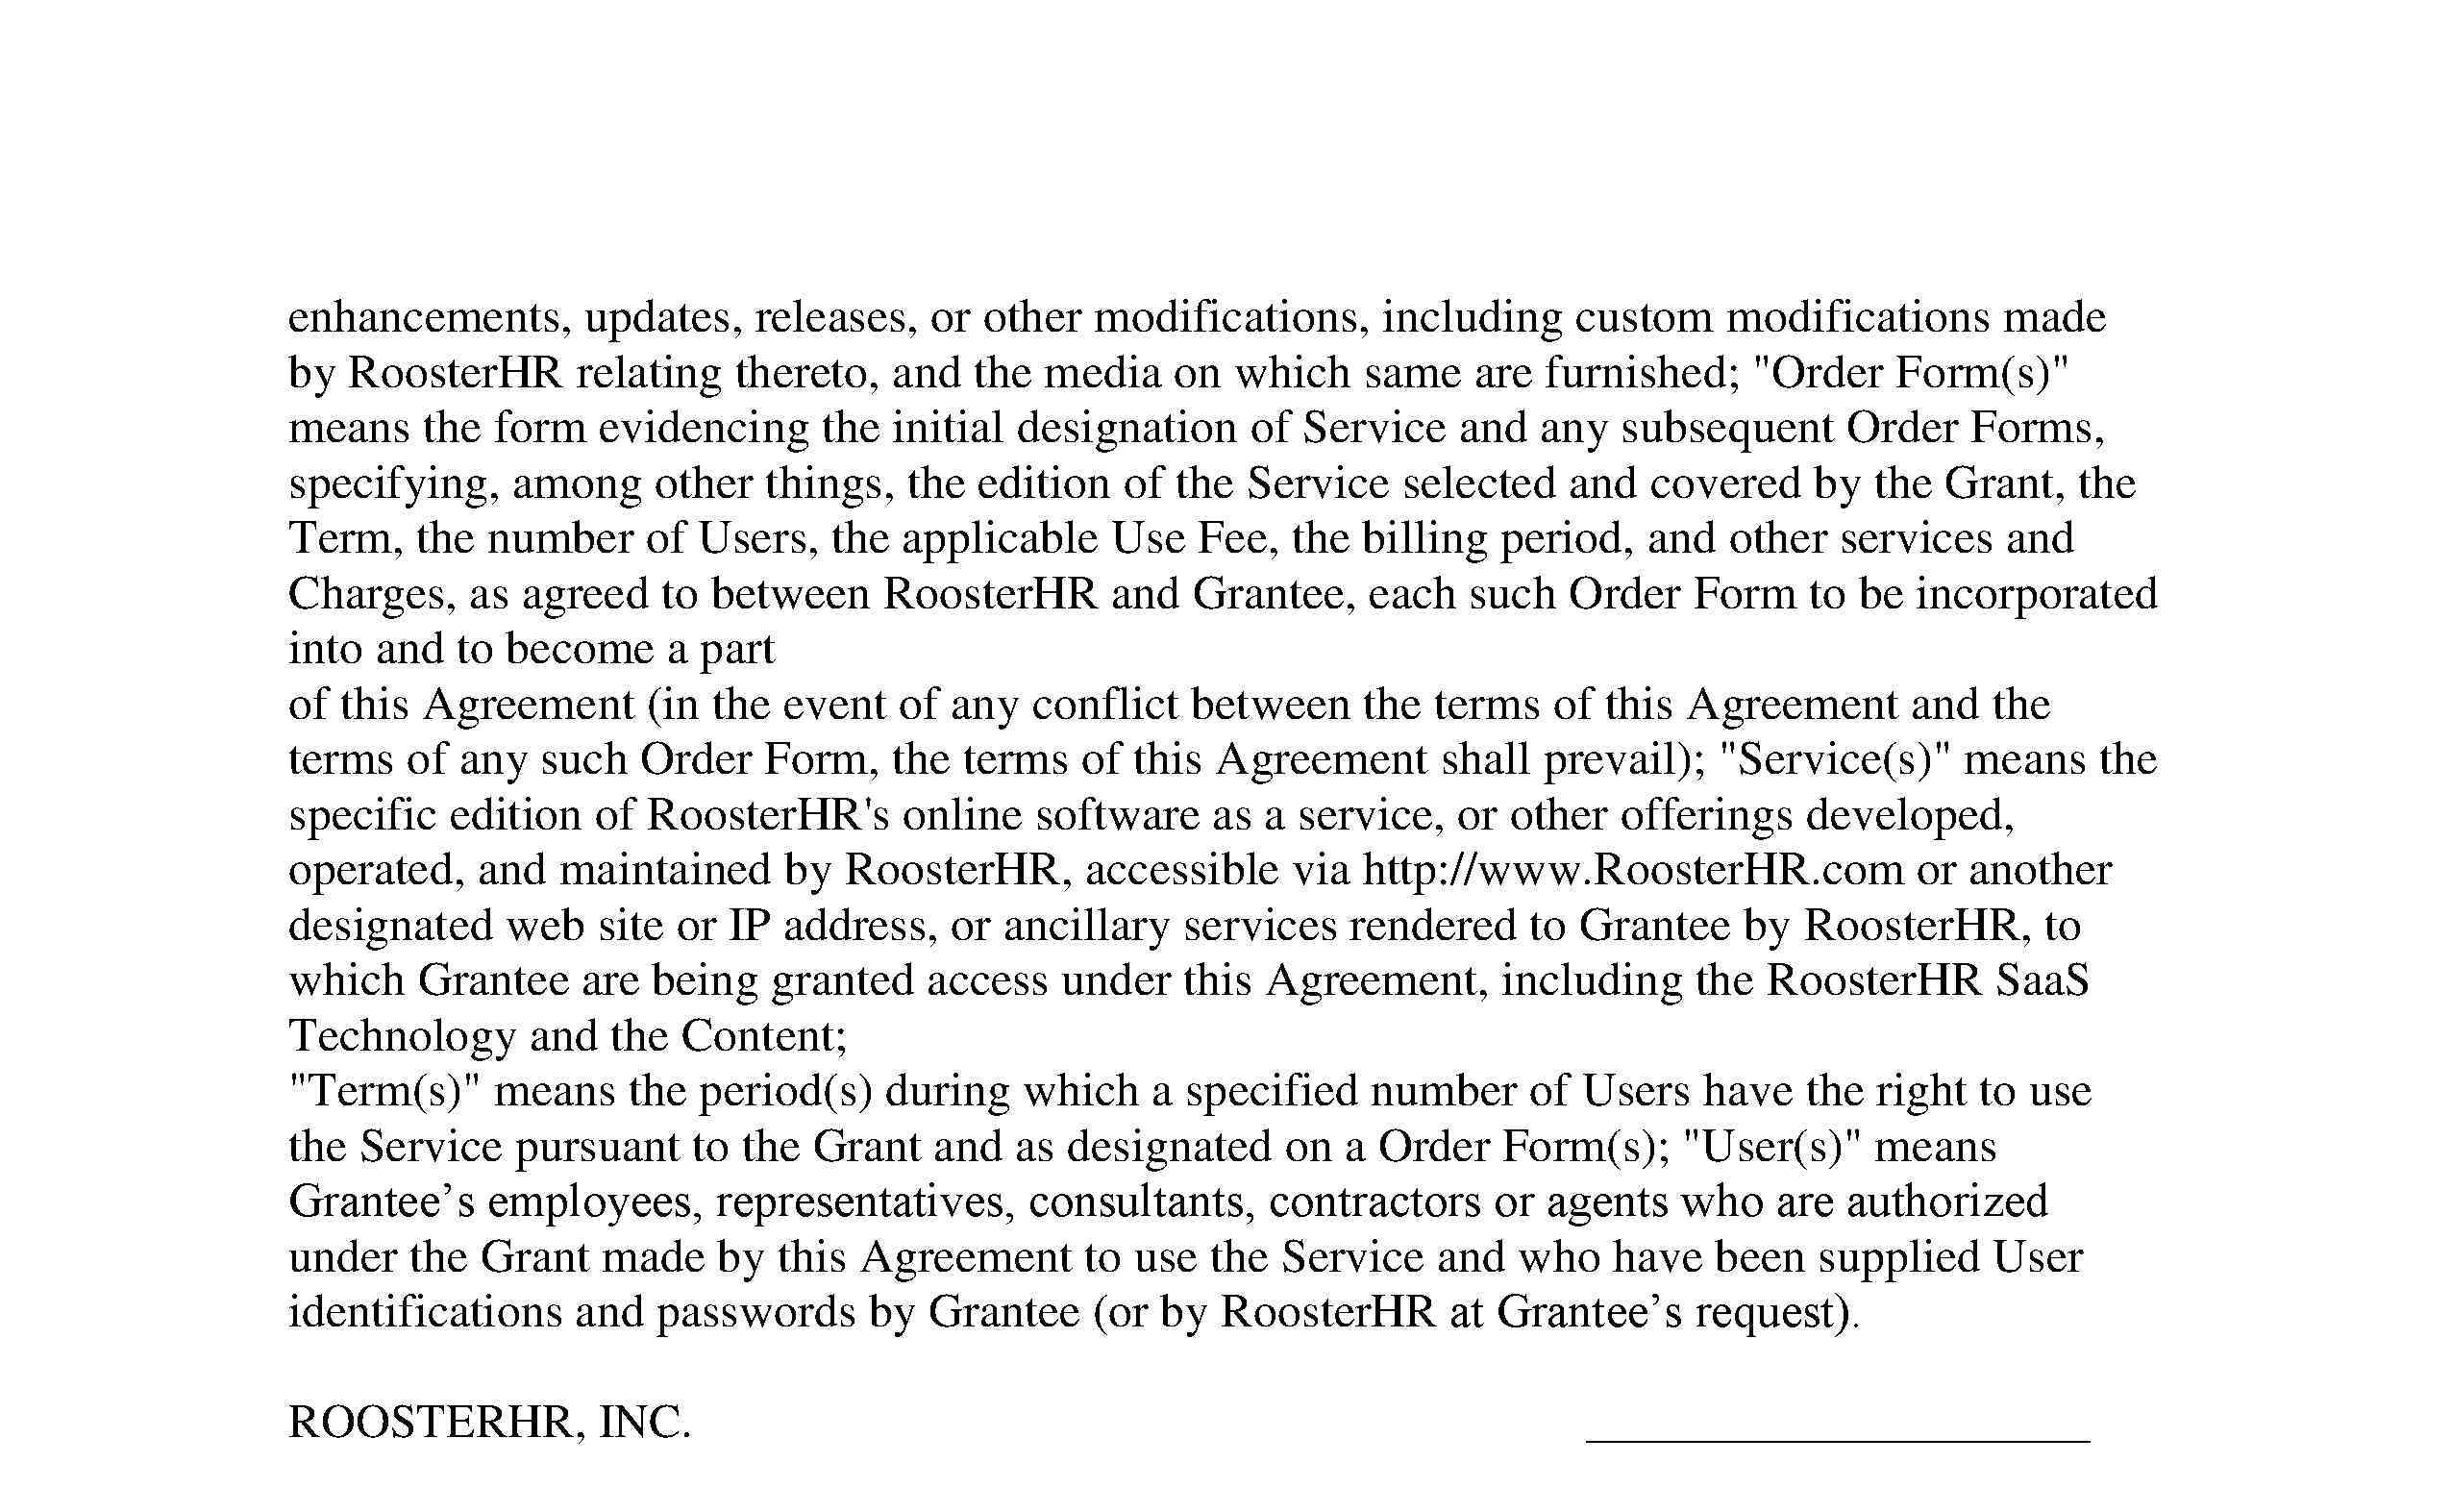 enhancements, updates, releases, or other modifications, including custom modifications made
by RoosterHR relating thereto, and the media on which same are furnished; "Order Form(s)"
means the form evidencing the initial designation of Service and any subsequent Order Forms,
specifying, among other things, the edition of the Service selected and covered by the Grant, the
Term, the number of Users, the applicable Use Fee, the billing period, and other services and
Charges, as agreed to between RoosterHR and Grantee, each such Order Form to be incorporated
into and to become a part
of this Agreement (in the event of any conflict between the terms of this Agreement and the
terms of any such Order Form, the terms of this Agreement shall prevail); "Service(s)" means the
specific edition of RoosterHR's online software as a service, or other offerings developed,
operated, and maintained by RoosterHR, accessible via http://www.RoosterHR.com or another
designated web site or IP address, or ancillary services rendered to Grantee by RoosterHR, to
which Grantee are being granted access under this Agreement, including the RoosterHR SaaS
Technology and the Content;
"Term(s)" means the period(s) during which a specified number of Users have the right to use
the Service pursuant to the Grant and as designated on a Order Form(s); "User(s)" means
Grantee’s employees, representatives, consultants, contractors or agents who are authorized
under the Grant made by this Agreement to use the Service and who have been supplied User
identifications and passwords by Grantee (or by RoosterHR at Grantee’s request).
ROOSTERHR, INC.